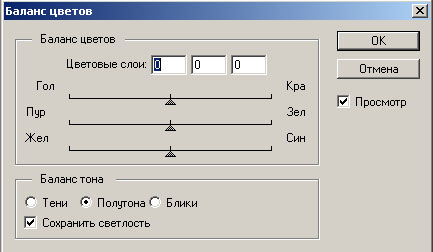 Баланс цветов
Баланс цветов
Цветовые слои: 0 0 0
Гол Кра
Пур Зел
Жел Син
Баланс тона
Тени Полутона Блики
Сохранить светлость
OK
Отмена
Просмотр